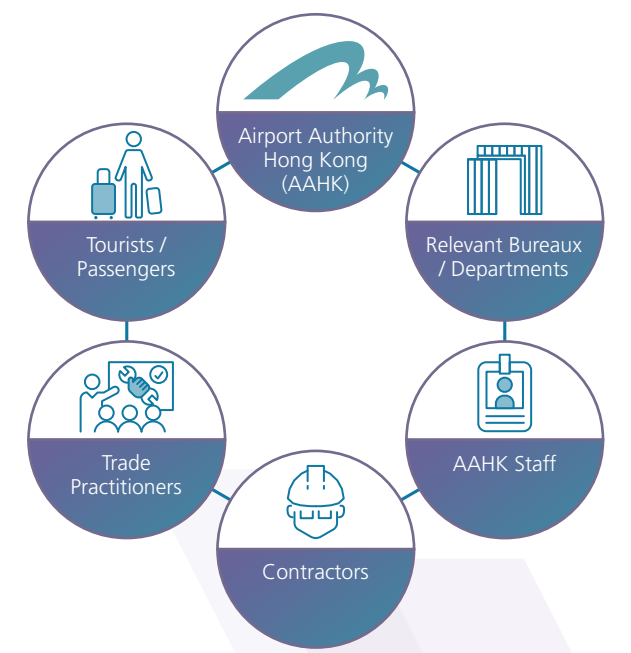 Airport Authority
Hong Kong
(AAHK)
Tourists /
Passengers
Relevant Bureaux
/ Departments
Trade
Practitioners
AAHK Staff
Contractors